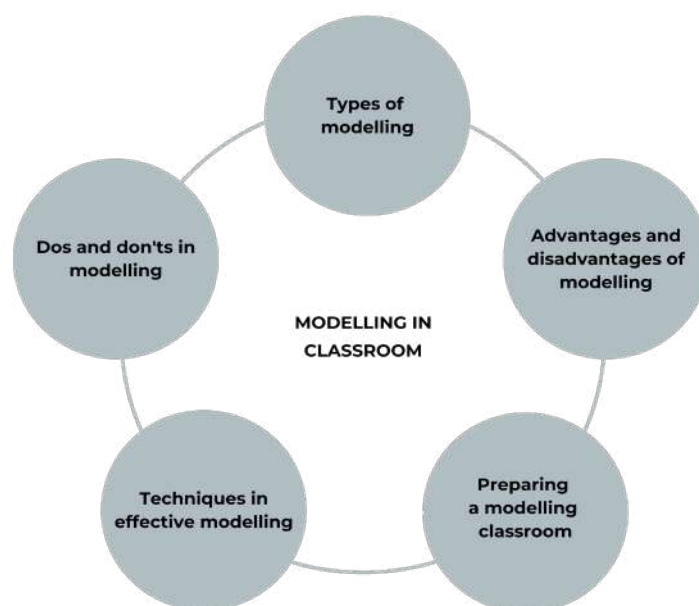 Types of
modelling
Advantages and
disadvantages of
modelling
Preparing
a modelling
classroom
Techniques in
effective modelling
Dos and don'ts in
modelling
MODELLING IN
CLASSROOM